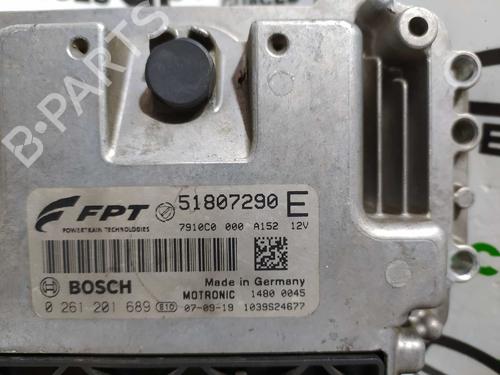 B-PARTS
FPT 51807290 E
POWERTRAIN TECHNOLOGIES 7910C0 000 A152 12V
Made in Germany
BOSCH MOTRONIC 1480 0045
0 261 201 689 E10 07-09-19 1039S24677